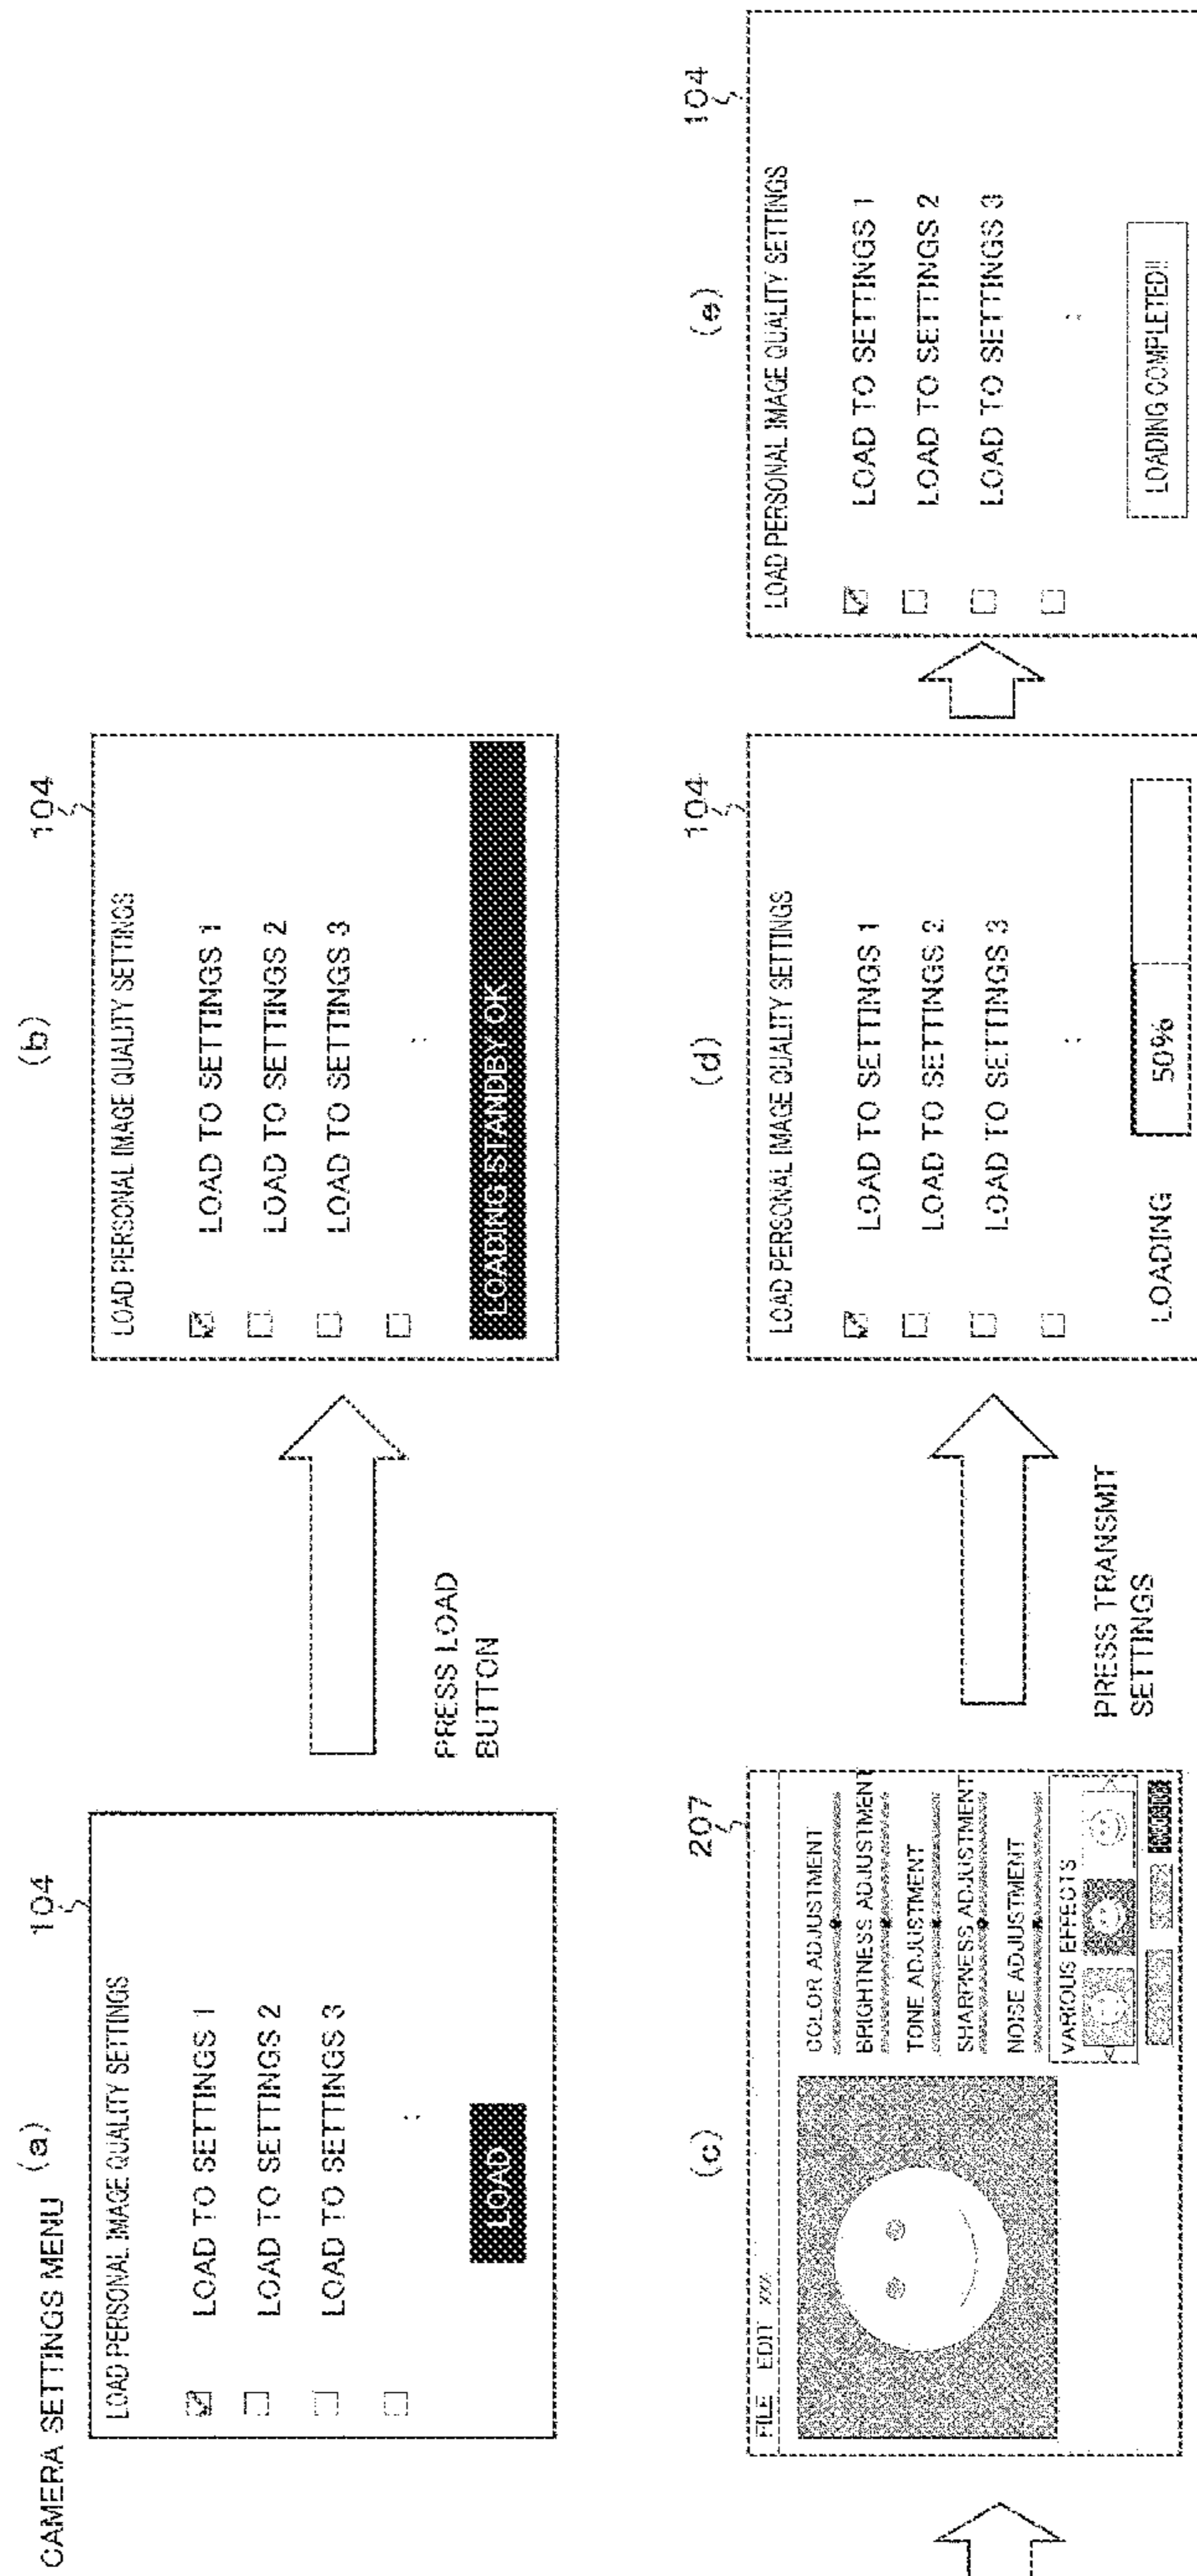 CAMERA SETTINGS MENU
(a)
104
LOAD PERSONAL IMAGE QUALITY SETTINGS
LOAD TO SETTINGS 1
LOAD TO SETTINGS 2
LOAD TO SETTINGS 3
:
LOAD
PRESS LOAD
BUTTON
(b)
104
LOAD PERSONAL IMAGE QUALITY SETTINGS
LOAD TO SETTINGS 1
LOAD TO SETTINGS 2
LOAD TO SETTINGS 3
:
LOADING STANDBY OK
(c)
207
FILE EDIT XXX
COLOR ADJUSTMENT
BRIGHTNESS ADJUSTMENT
TONE ADJUSTMENT
SHARPNESS ADJUSTMENT
NOISE ADJUSTMENT
VARIOUS EFFECTS
PRESS TRANSMIT
SETTINGS
(d)
104
LOAD PERSONAL IMAGE QUALITY SETTINGS
LOAD TO SETTINGS 1
LOAD TO SETTINGS 2
LOAD TO SETTINGS 3
:
LOADING
50%
(e)
104
LOAD PERSONAL IMAGE QUALITY SETTINGS
LOAD TO SETTINGS 1
LOAD TO SETTINGS 2
LOAD TO SETTINGS 3
:
LOADING COMPLETED!!